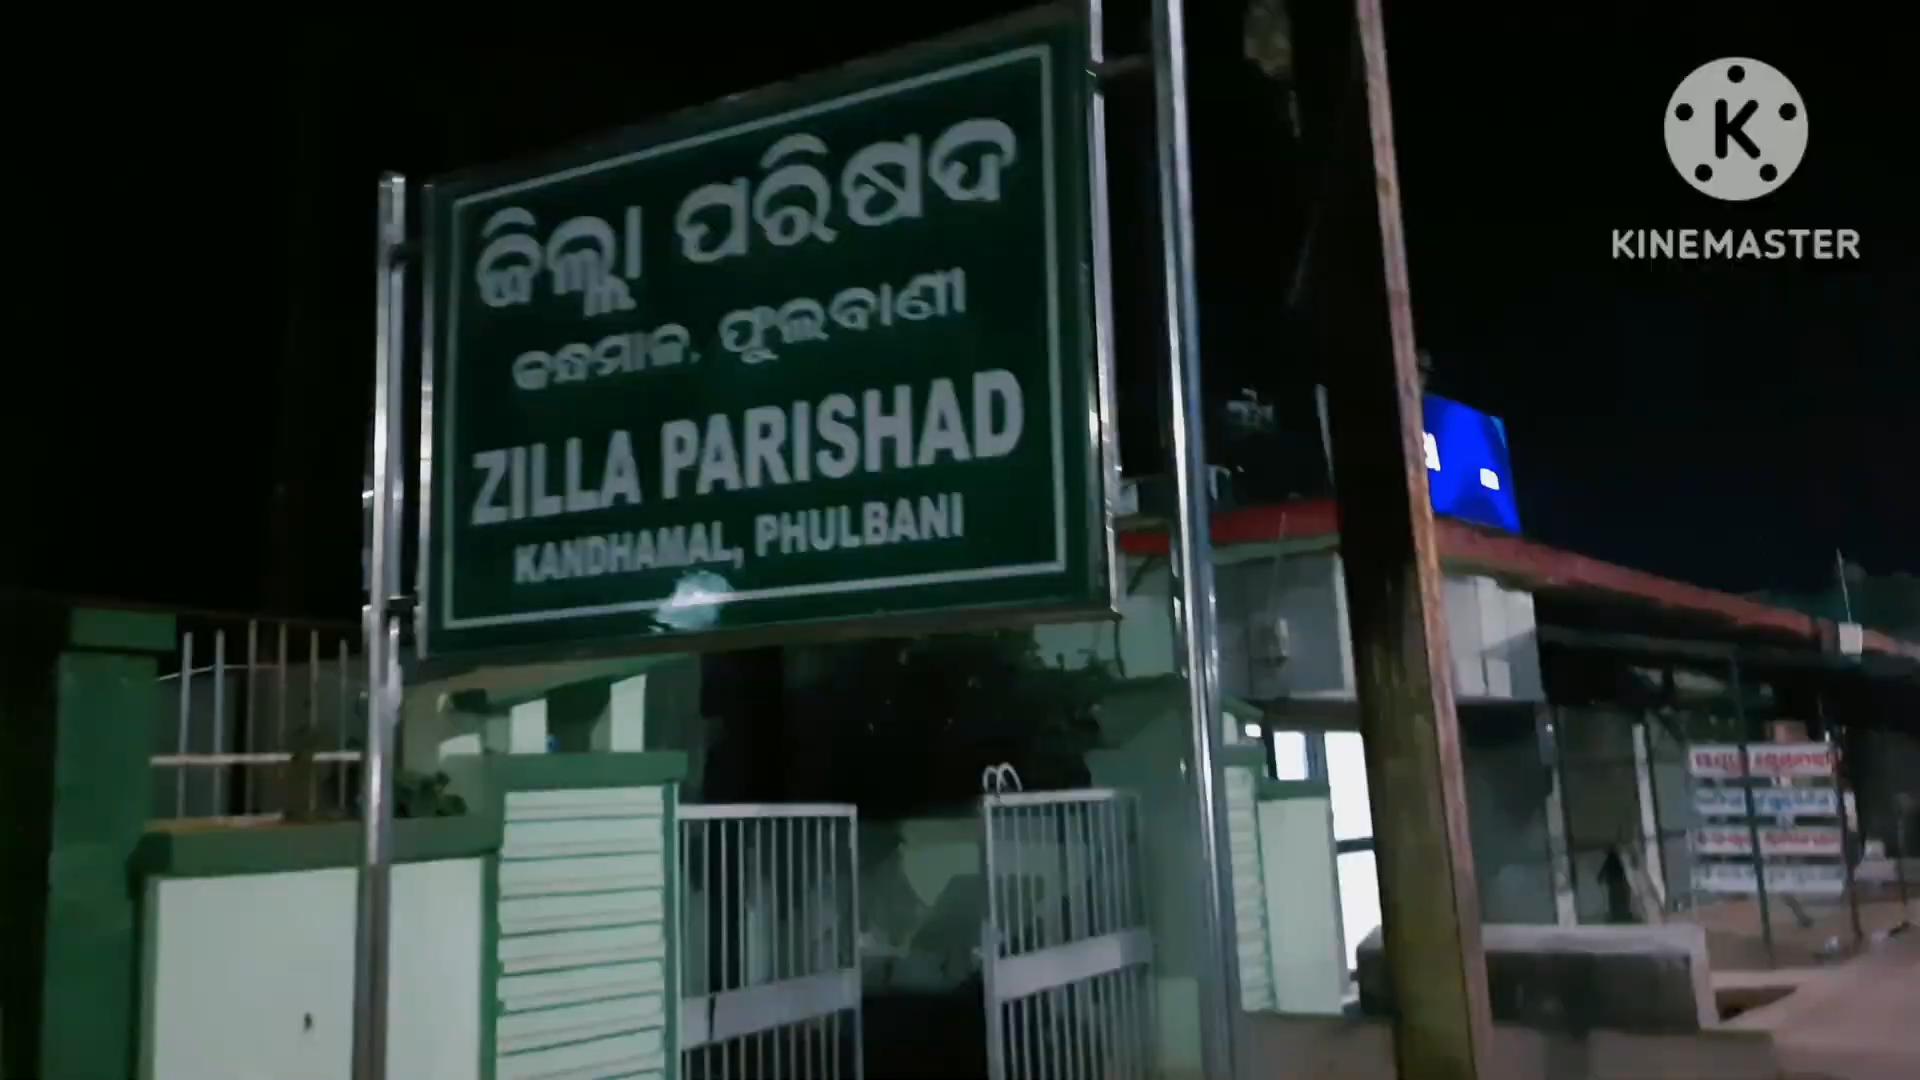 ଜିଲ୍ଲା ପରିଷଦ
କନ୍ଧମାଳ, ଫୁଲବାଣୀ
ZILLA PARISHAD
KANDHAMAL, PHULBANI
K
KINEMASTER